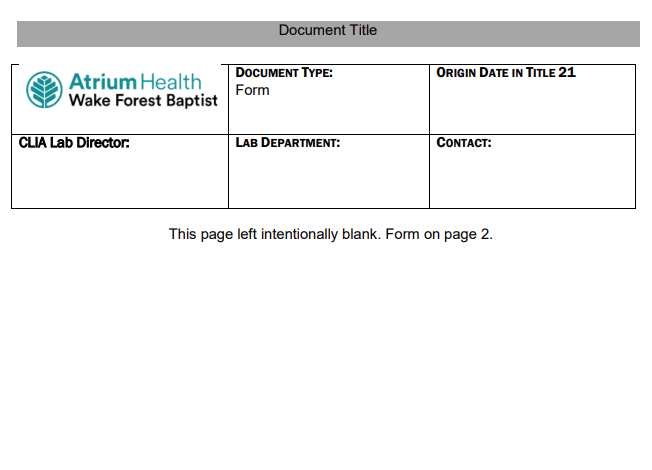 Document Title
Atrium Health
Wake Forest Baptist
DOCUMENT TYPE:
Form
ORIGIN DATE IN TITLE 21
CLIA Lab Director:
LAB DEPARTMENT:
CONTACT:
This page left intentionally blank. Form on page 2.